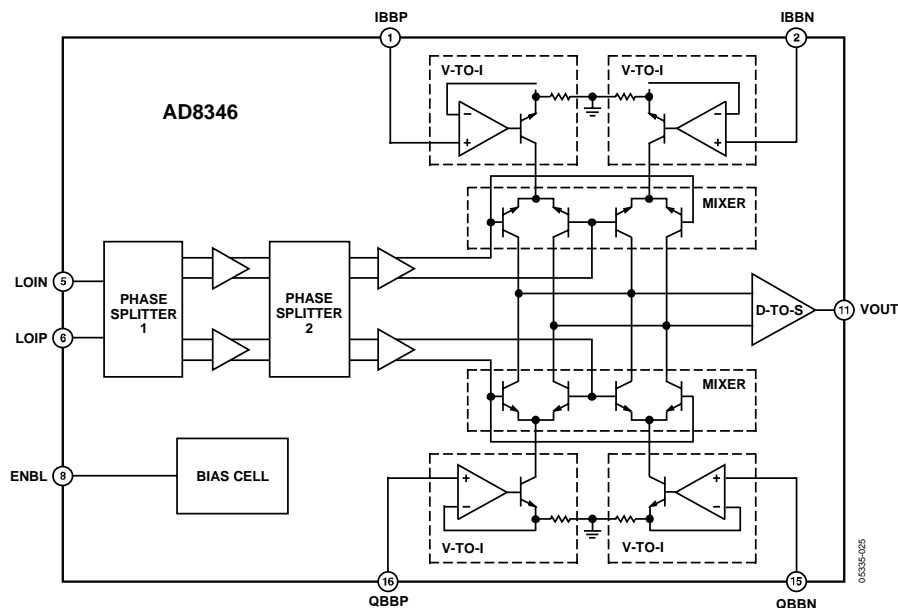 IBBP
IBBN
1
2
V-TO-I
V-TO-I
AD8346
−
+
−
+
MIXER
LOIN
5
PHASE
SPLITTER
1
PHASE
SPLITTER
2
LOIP
6
D-TO-S
11
VOUT
MIXER
ENBL
8
BIAS CELL
+
−
+
−
V-TO-I
V-TO-I
16
15
QBBP
QBBN
05335-025